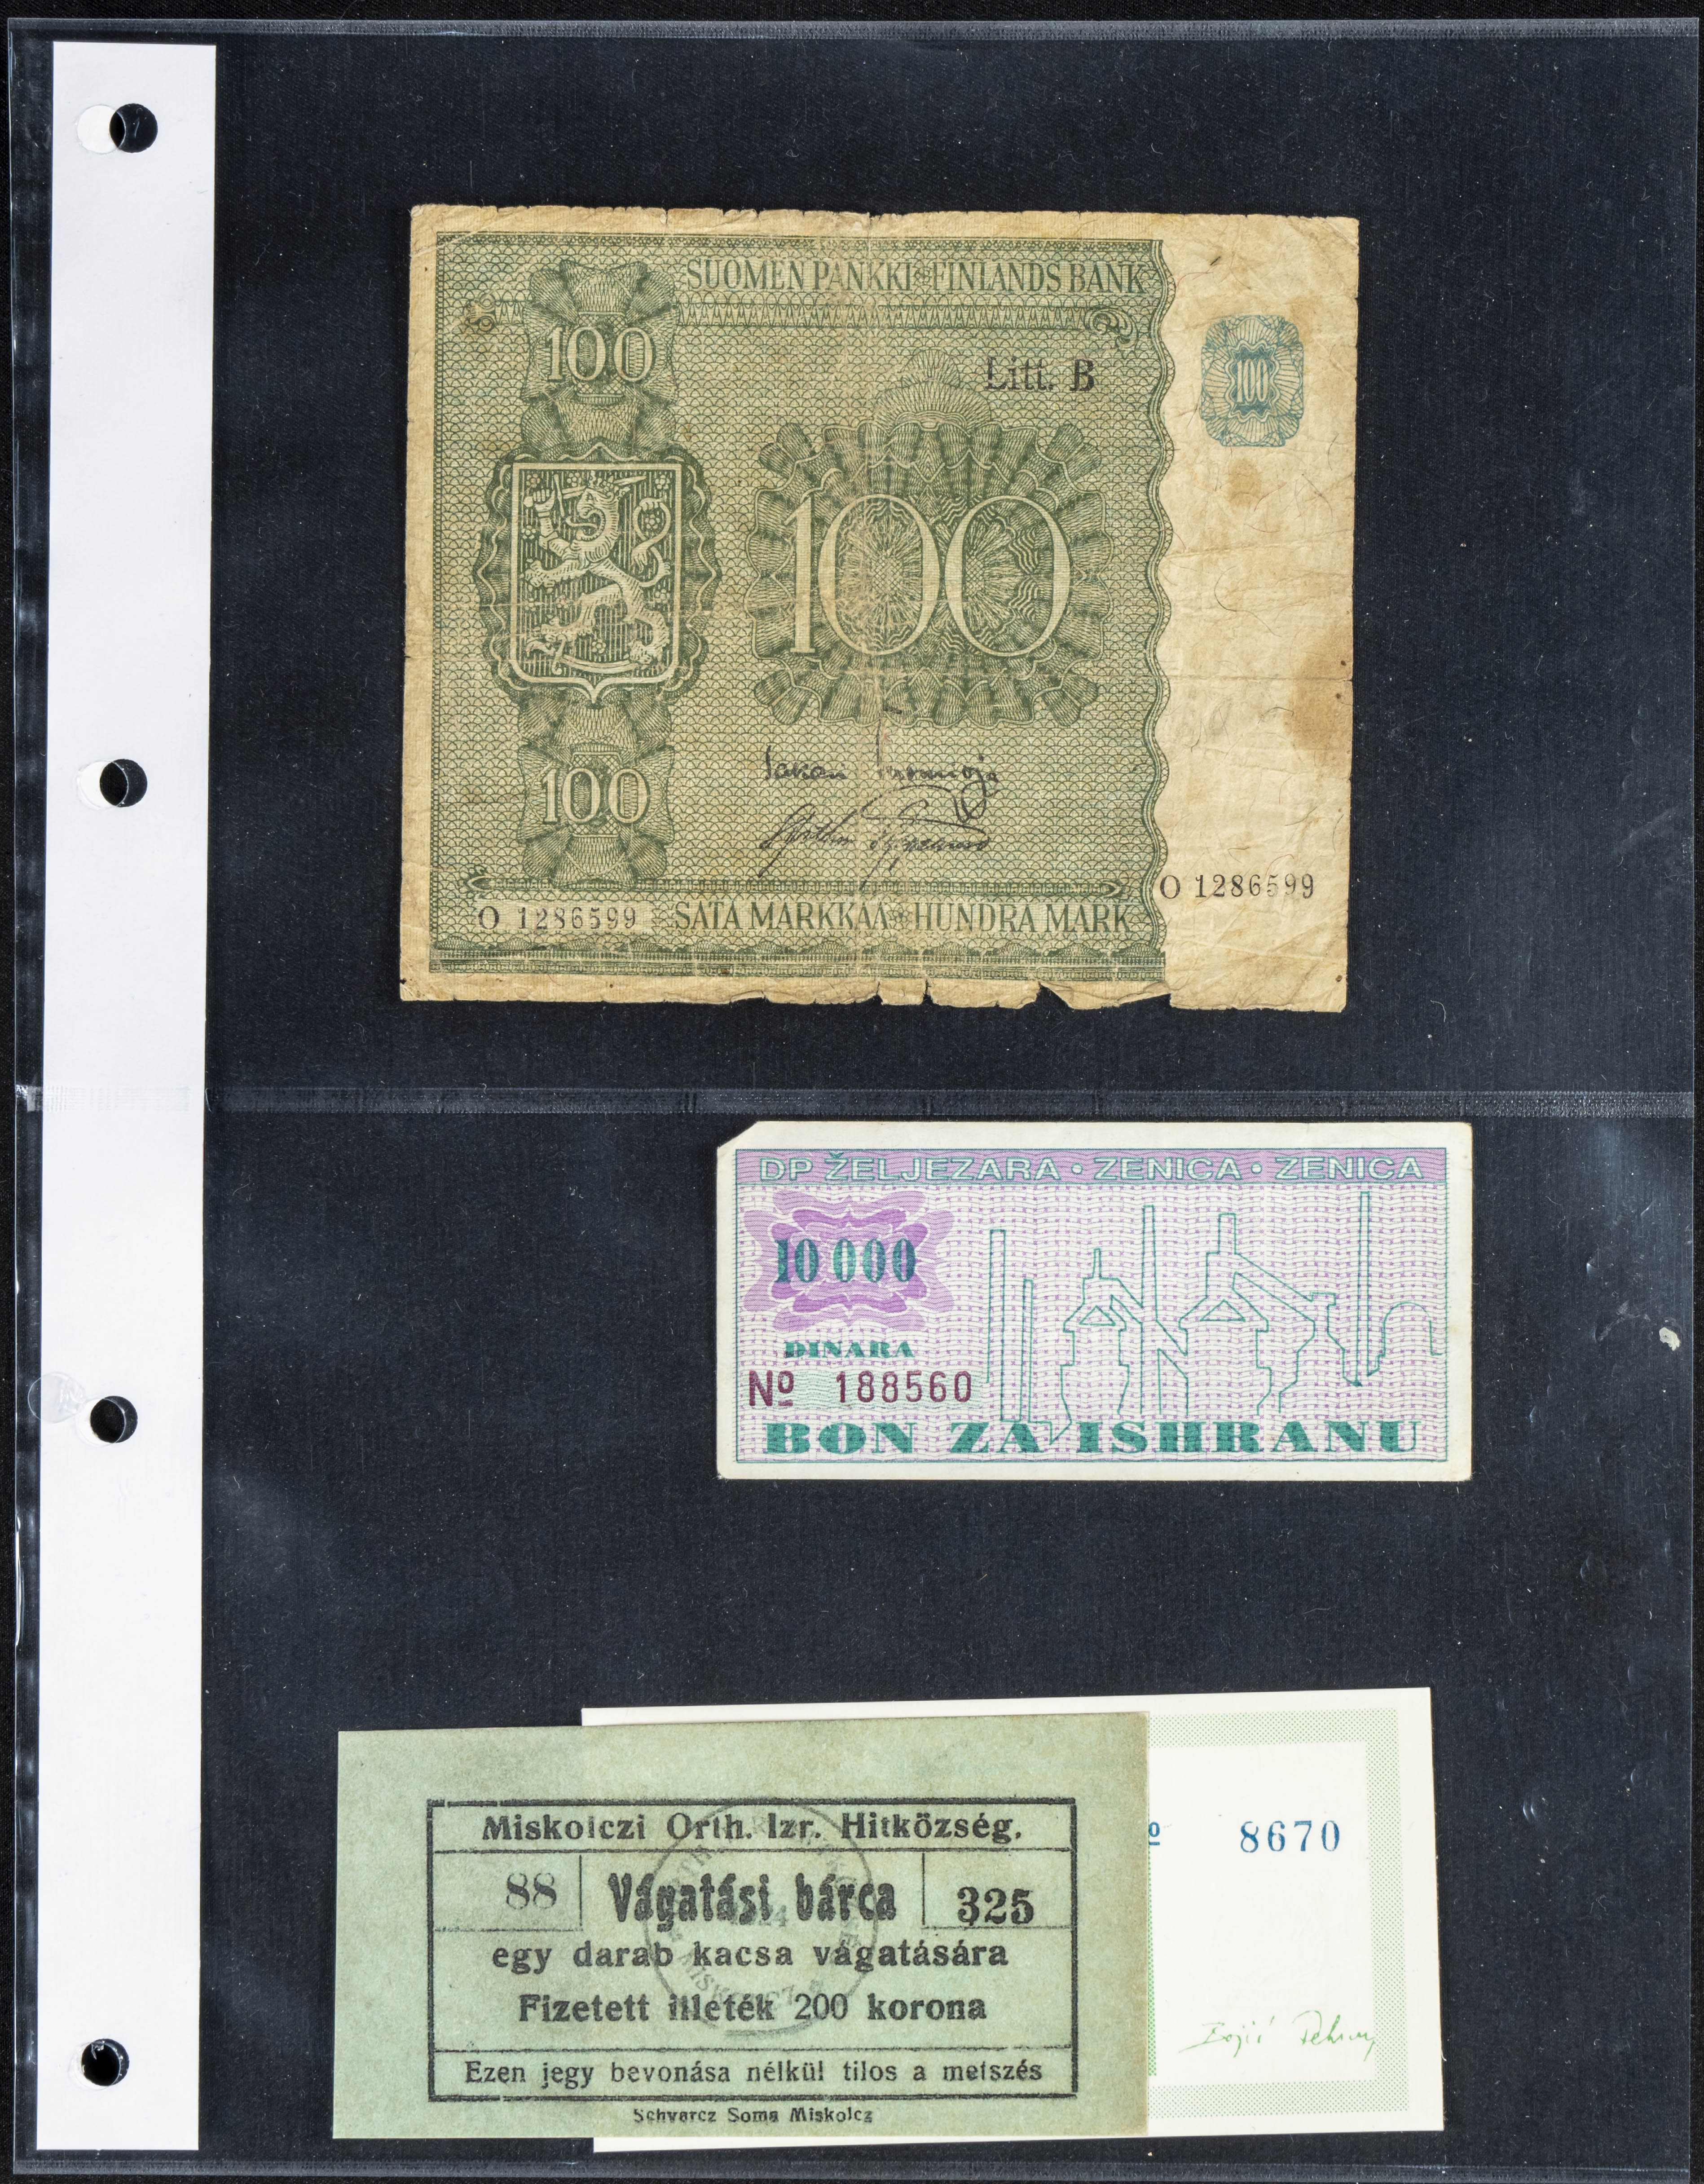 SUOMEN PANKKI FINLANDS BANK
100
Litt. B
100
100
100
O 1286599
O 1286599 SATA MARKKAA HUNDRA MARK
DP ŽELJEZARA • ZENICA • ZENICA
10 000
DINARA
Nº 188560
BON ZA ISHRANU
Miskolczi Orth. Izr. Hitközség.
88 Vágatási bárca 325
egy darab kacsa vágatására
Fizetett illeték 200 korona
Ezen jegy bevonása nélkül tilos a metszés
Schvarcz Soma Miskolcz
8670